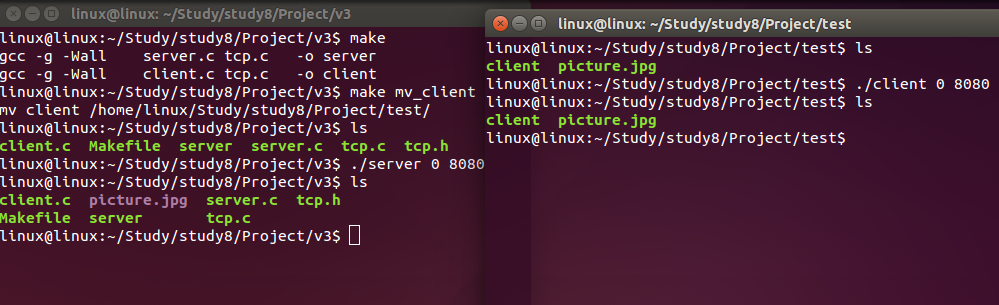 linux@linux: ~/Study/study8/Project/v3
linux@linux:~/Study/study8/Project/v3$ make
gcc -g -Wall    server.c tcp.c   -o server
gcc -g -Wall    client.c tcp.c   -o client
linux@linux:~/Study/study8/Project/v3$ make mv_client
mv client /home/linux/Study/study8/Project/test/
linux@linux:~/Study/study8/Project/v3$ ls
client.c  Makefile  server  server.c  tcp.c  tcp.h
linux@linux:~/Study/study8/Project/v3$ ./server 0 8080
linux@linux:~/Study/study8/Project/v3$ ls
client.c  picture.jpg  server.c  tcp.h
Makefile  server       tcp.c
linux@linux:~/Study/study8/Project/v3$
linux@linux: ~/Study/study8/Project/test
linux@linux:~/Study/study8/Project/test$ ls
client  picture.jpg
linux@linux:~/Study/study8/Project/test$ ./client 0 8080
linux@linux:~/Study/study8/Project/test$ ls
client  picture.jpg
linux@linux:~/Study/study8/Project/test$